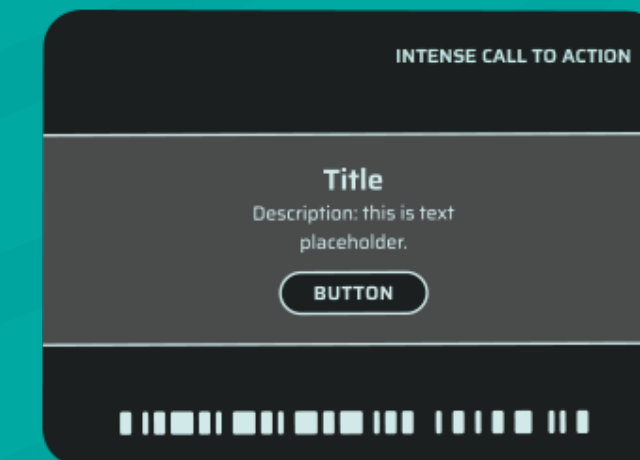 INTENSE CALL TO ACTION
Title
Description: this is text
placeholder.
BUTTON